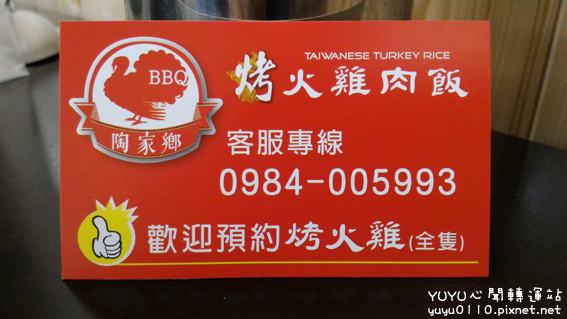 BBQ
陶家鄉
TAIWANESE TURKEY RICE
烤火雞肉飯
客服專線
0984-005993
歡迎預約烤火雞(全隻)
YUYU心閒轉運站
yuyu0110.pixnet.net